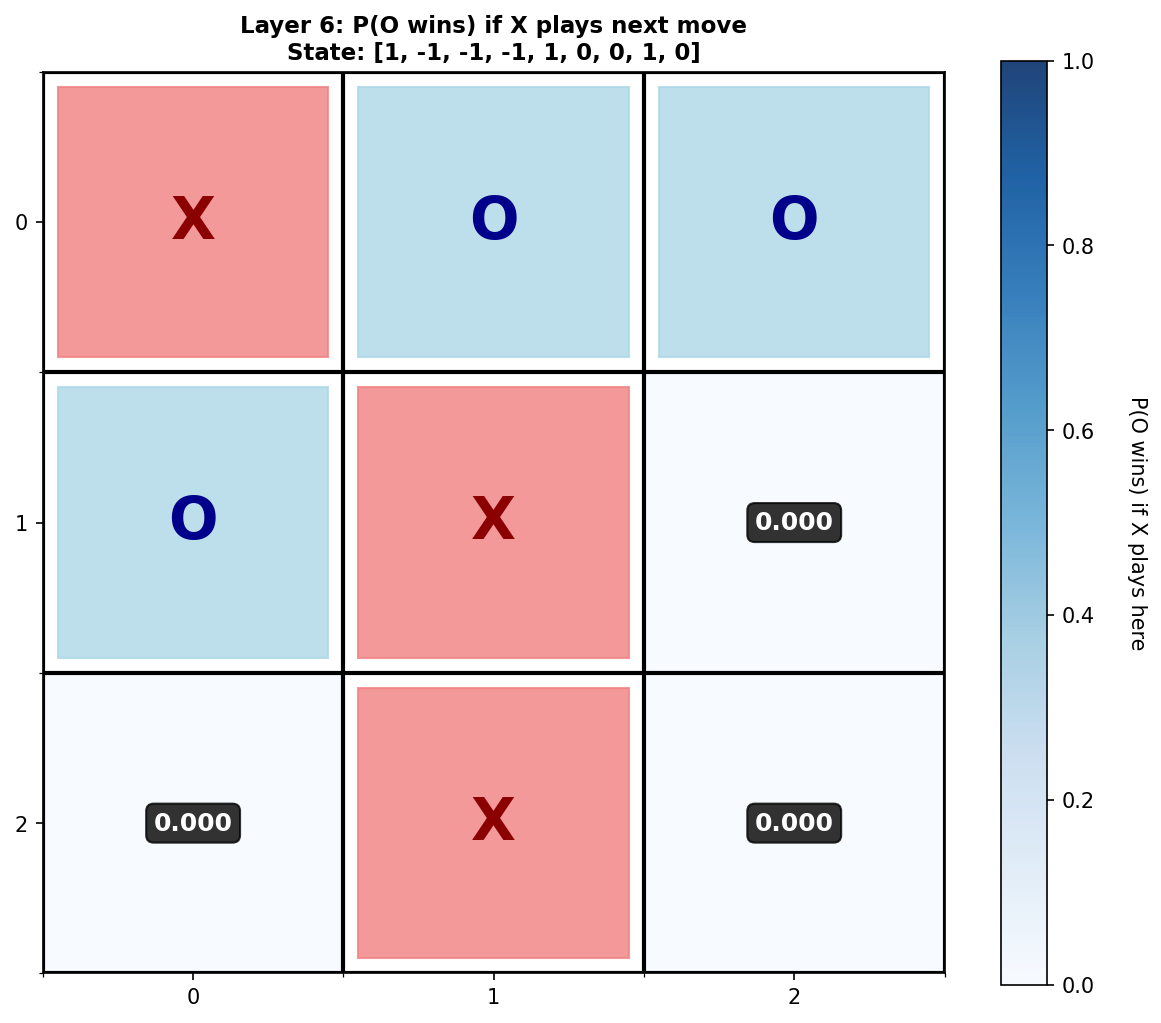 Layer 6: P(O wins) if X plays next move
State: [1, -1, -1, -1, 1, 0, 0, 1, 0]
X
O
O
O
X
0.000
0.000
X
0.000
0
1
2
0
1
2
1.0
0.8
0.6
0.4
0.2
0.0
P(O wins) if X plays here